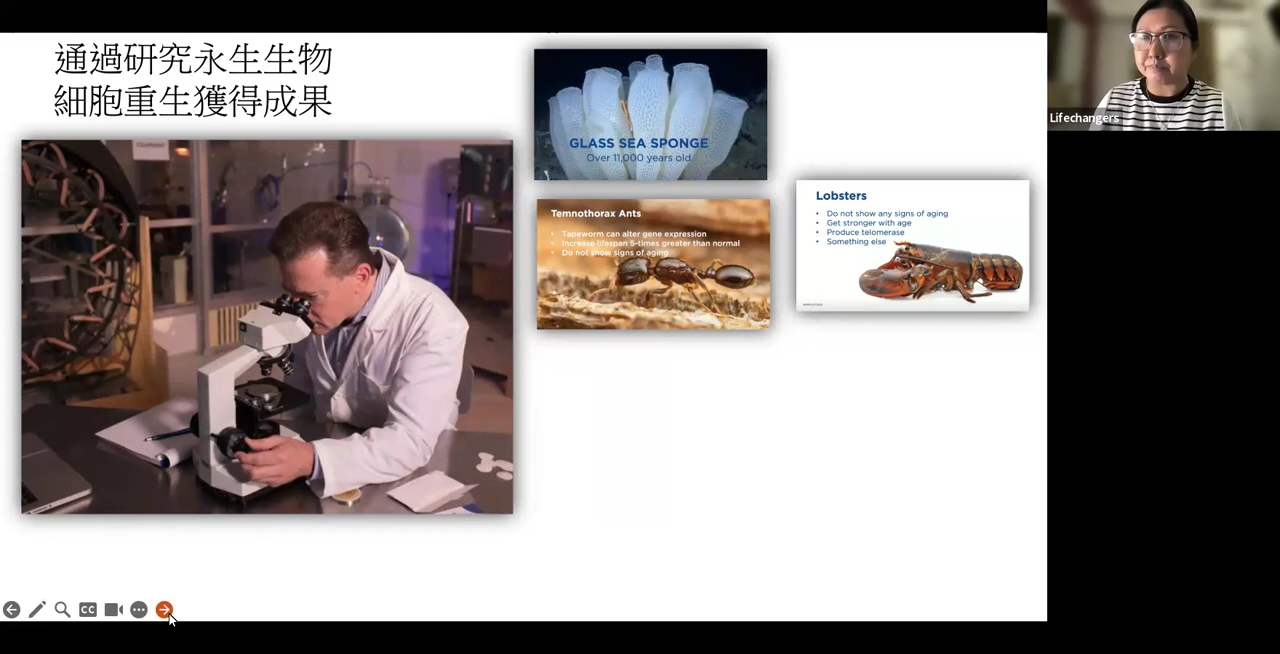 通過研究永生生物
細胞重生獲得成果
GLASS SEA SPONGE
Over 11,000 years old
Temnothorax Ants
• Tapeworm can alter gene expression
• Increase lifespan 5-times greater than normal
• Do not show signs of aging
Lobsters
• Do not show any signs of aging
• Get stronger with age
• Produce telomerase
• Something else
Lifechangers
CC